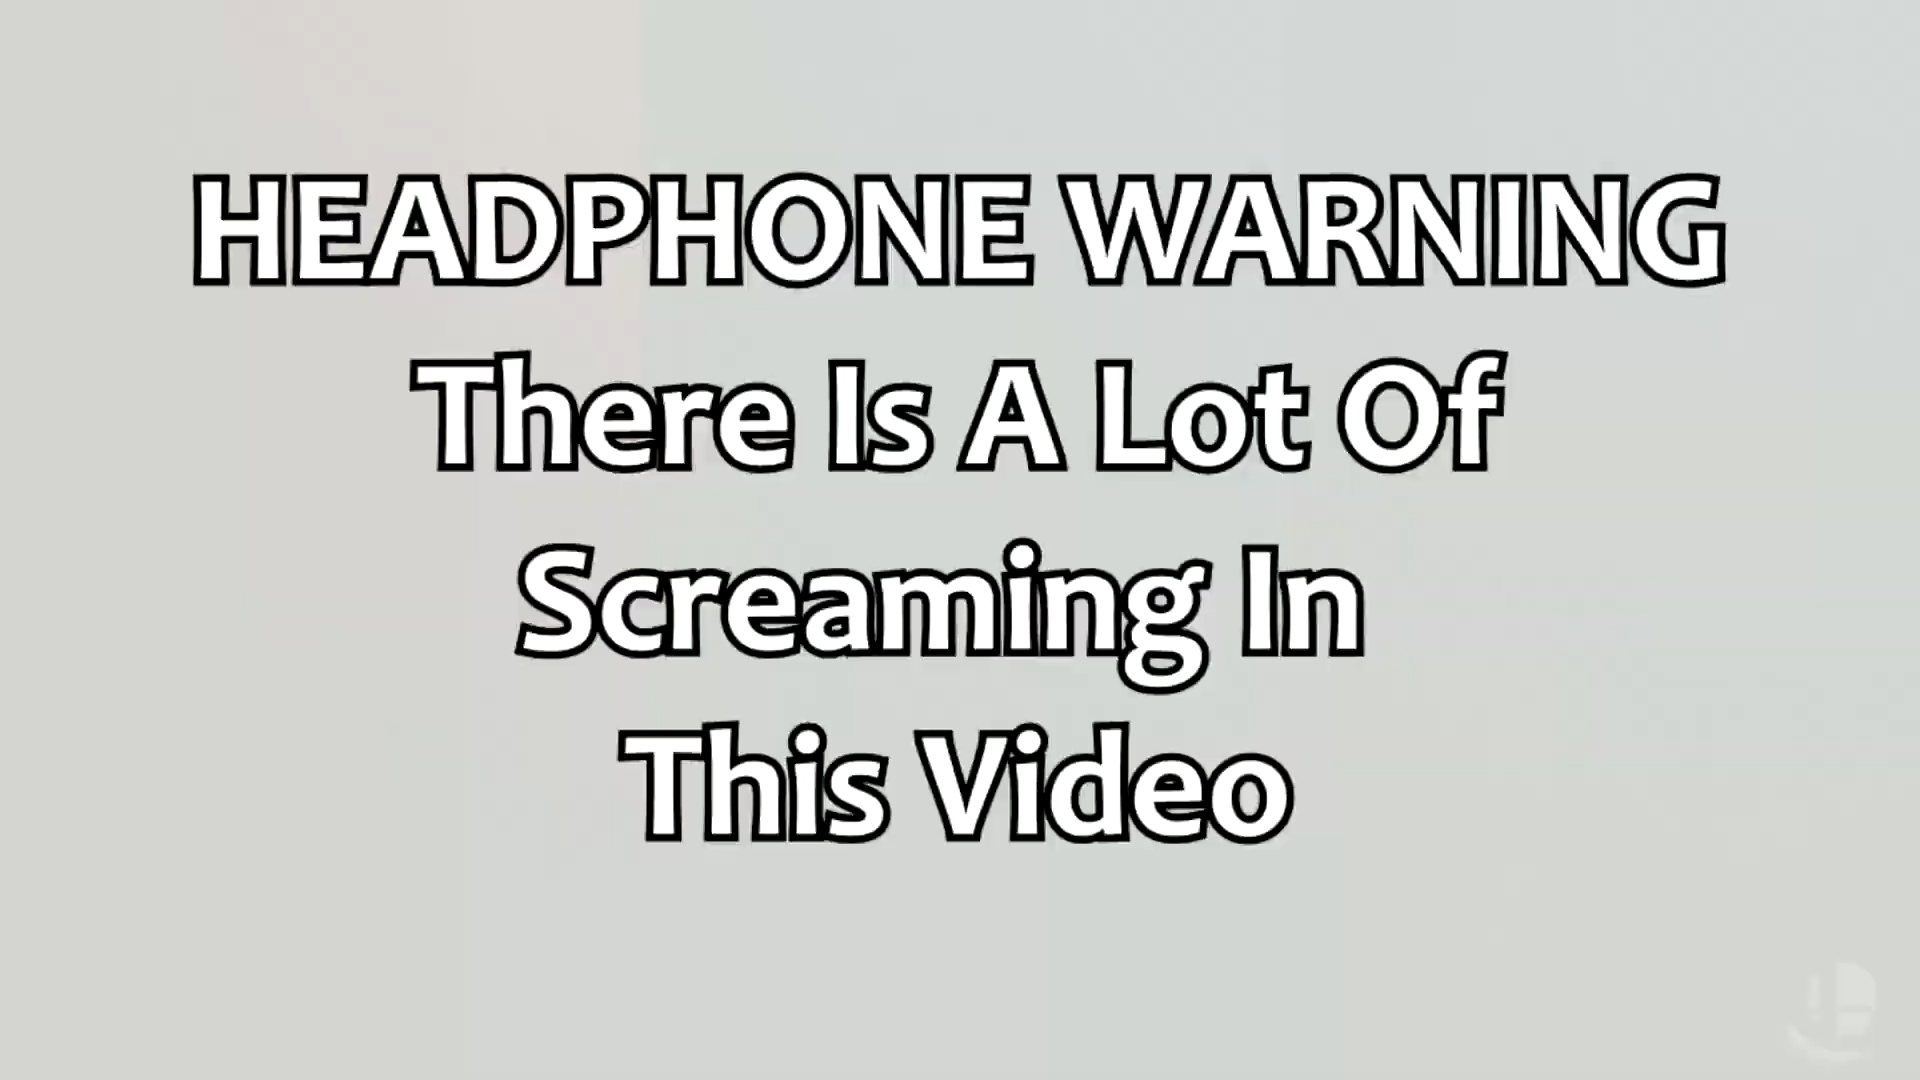 HEADPHONE WARNING
There Is A Lot Of
Screaming In
This Video